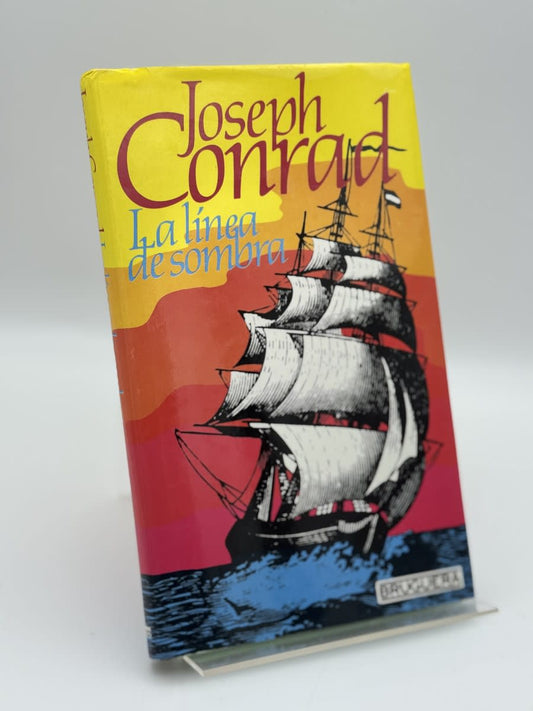 Joseph
Conrad
La línea
de sombra
BRUGUERA